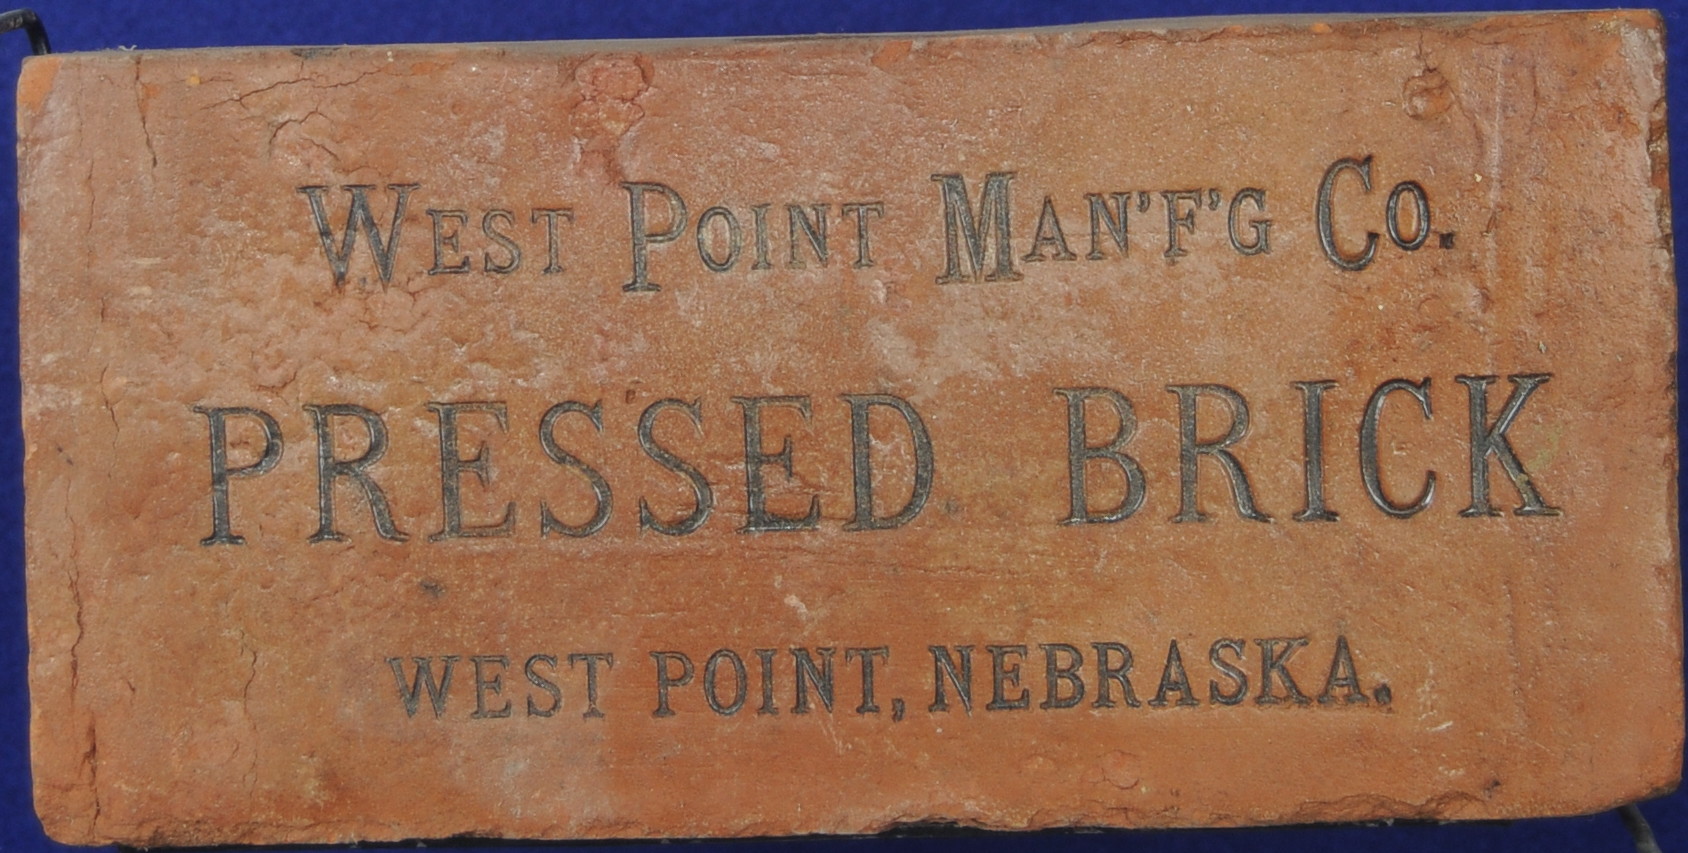 WEST POINT MAN'F'G CO.
PRESSED BRICK
WEST POINT, NEBRASKA.